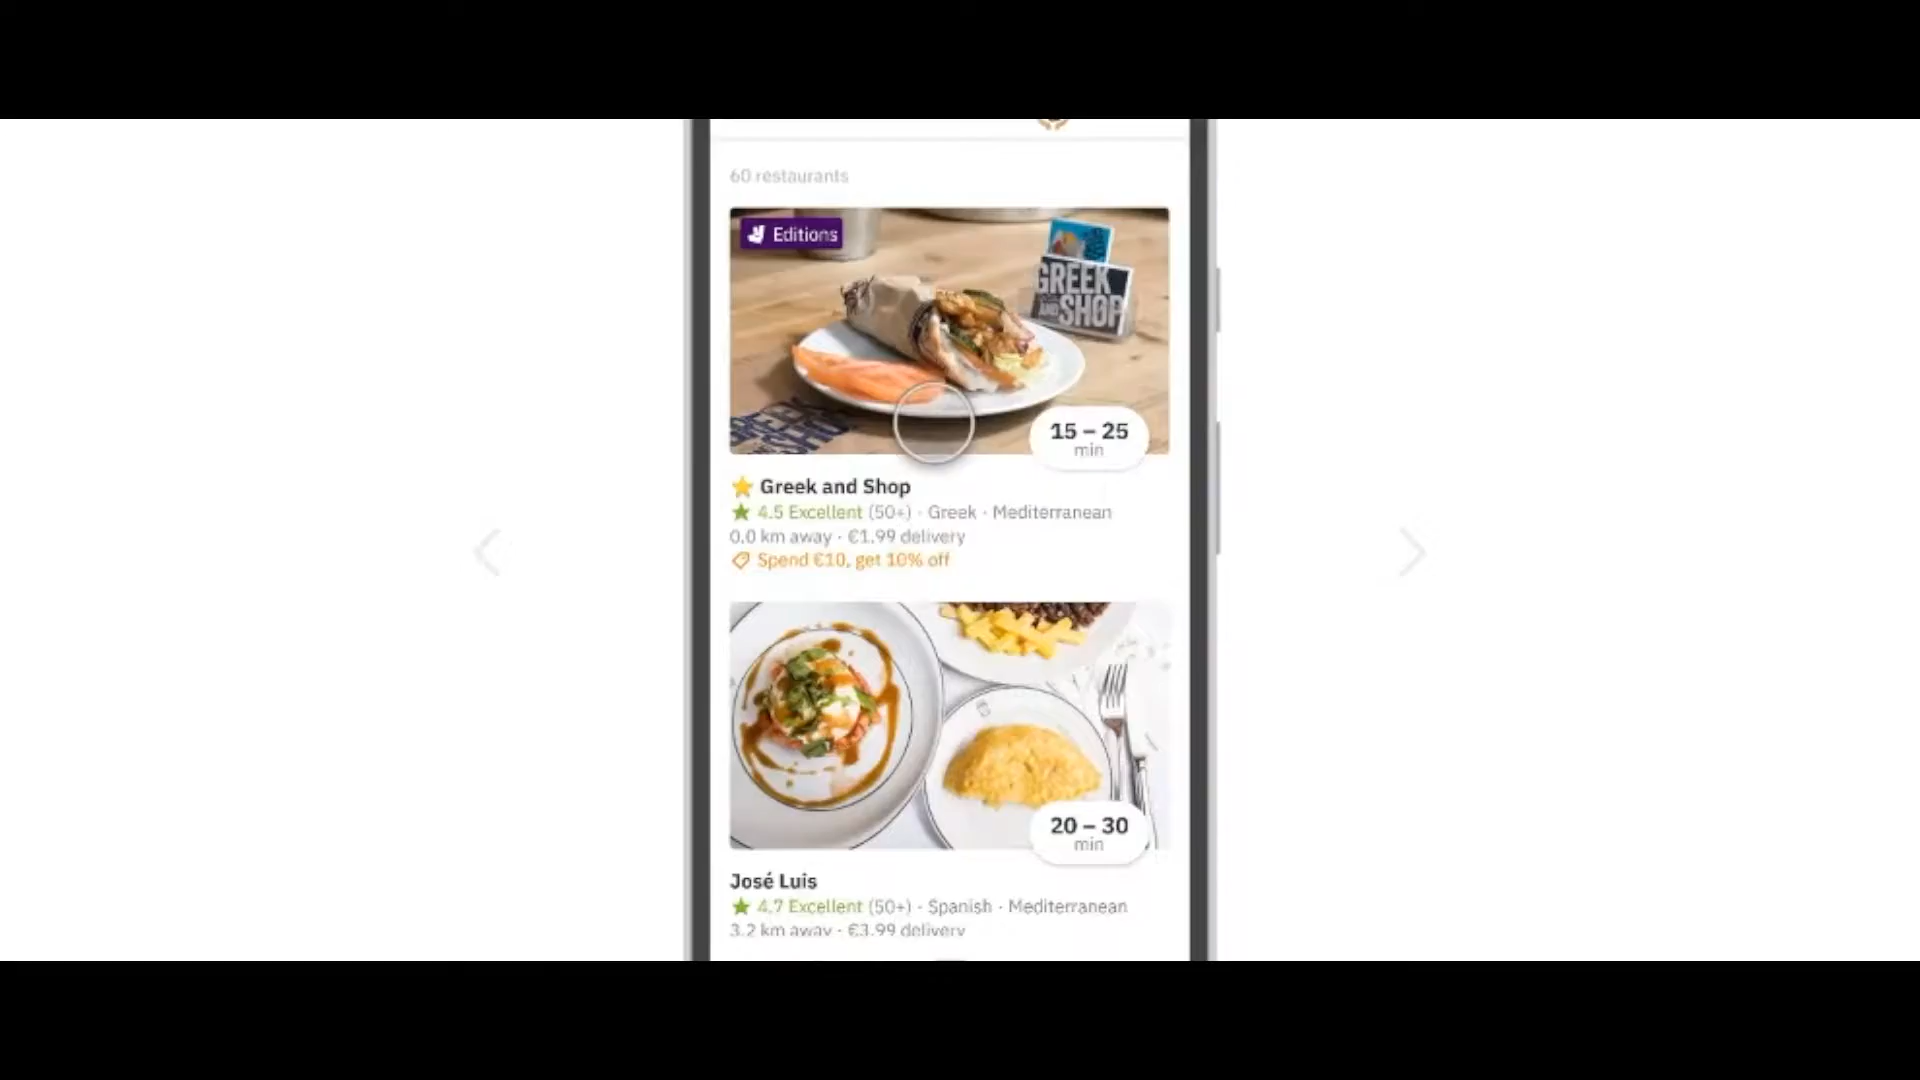 60 restaurants
Editions
GREEK
AND SHOP
15 – 25
min
Greek and Shop
4.5 Excellent (50+) · Greek · Mediterranean
0.0 km away · €1.99 delivery
Spend €10, get 10% off
20 – 30
min
José Luis
4.7 Excellent (50+) · Spanish · Mediterranean
3.2 km away · €3.99 delivery